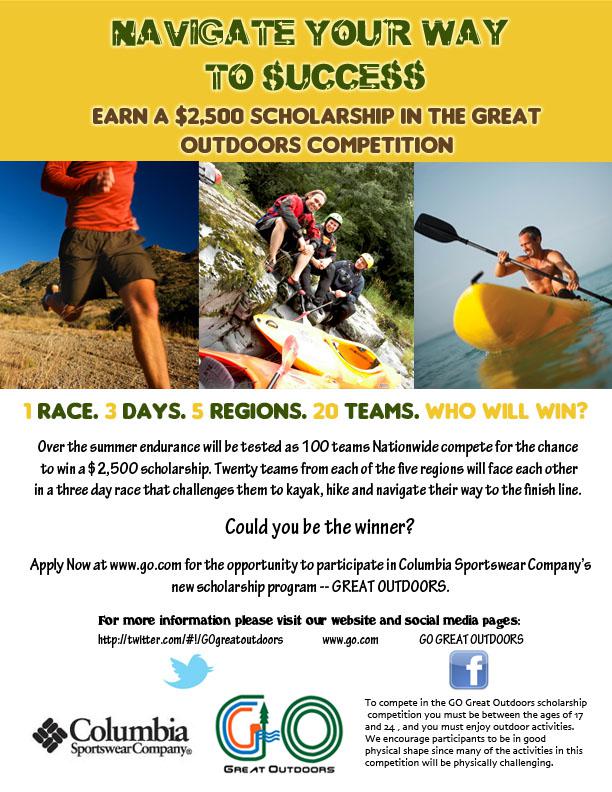 NAVIGATE YOUR WAY
TO $UCCE$$
EARN A $2,500 SCHOLARSHIP IN THE GREAT
OUTDOORS COMPETITION
1 RACE. 3 DAYS. 5 REGIONS. 20 TEAMS. WHO WILL WIN?
Over the summer endurance will be tested as 100 teams Nationwide compete for the chance
to win a $2,500 scholarship. Twenty teams from each of the five regions will face each other
in a three day race that challenges them to kayak, hike and navigate their way to the finish line.
Could you be the winner?
Apply Now at www.go.com for the opportunity to participate in Columbia Sportswear Company's
new scholarship program -- GREAT OUTDOORS.
For more information please visit our website and social media pages:
http://twitter.com/#!/GOgreatoutdoors www.go.com GO GREAT OUTDOORS
f
Columbia
Sportswear Company®
GO
GREAT OUTDOORS
To compete in the GO Great Outdoors scholarship
competition you must be between the ages of 17
and 24 , and you must enjoy outdoor activities.
We encourage participants to be in good
physical shape since many of the activities in this
competition will be physically challenging.